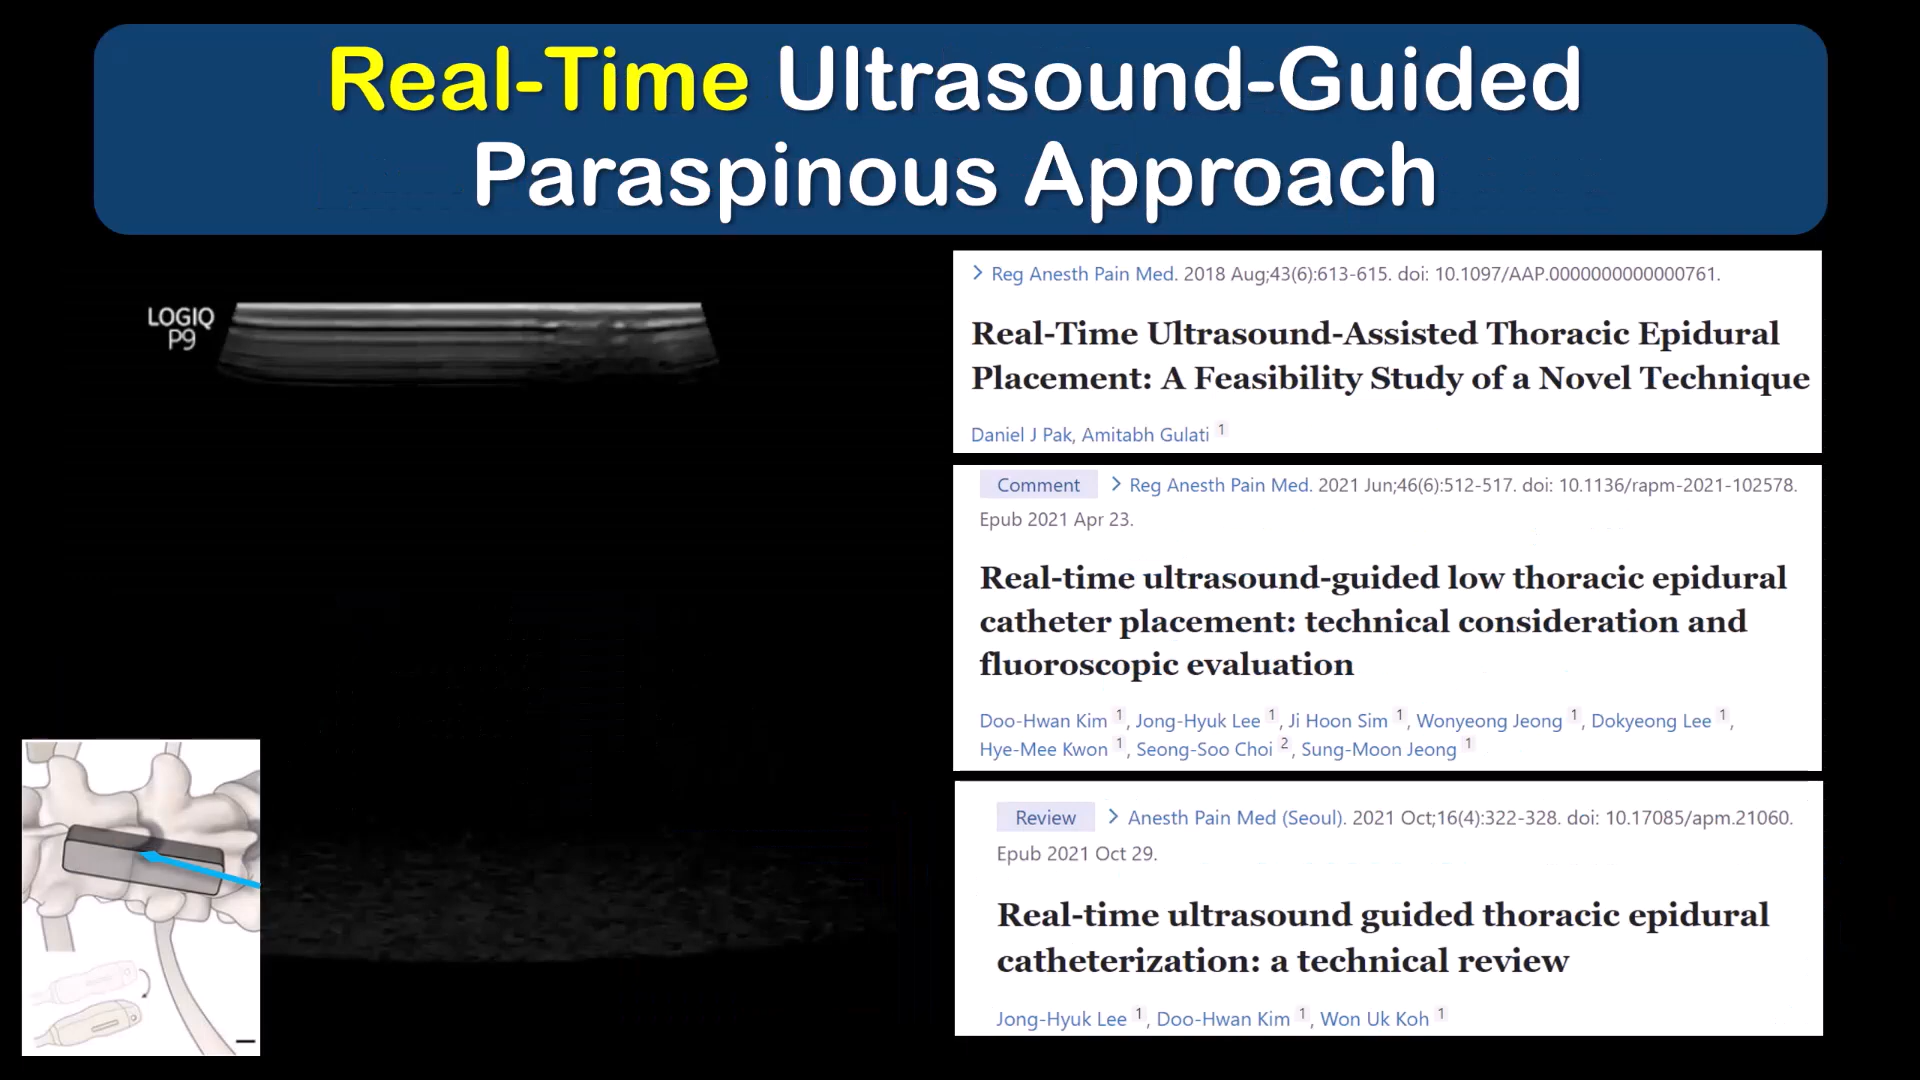 Real-Time Ultrasound-Guided
Paraspinous Approach
LOGIQ
P9
> Reg Anesth Pain Med. 2018 Aug;43(6):613-615. doi: 10.1097/AAP.0000000000000761.
Real-Time Ultrasound-Assisted Thoracic Epidural
Placement: A Feasibility Study of a Novel Technique
Daniel J Pak, Amitabh Gulati 1
Comment > Reg Anesth Pain Med. 2021 Jun;46(6):512-517. doi: 10.1136/rapm-2021-102578.
Epub 2021 Apr 23.
Real-time ultrasound-guided low thoracic epidural
catheter placement: technical consideration and
fluoroscopic evaluation
Doo-Hwan Kim 1, Jong-Hyuk Lee 1, Ji Hoon Sim 1, Wonyeong Jeong 1, Dokyeong Lee 1,
Hye-Mee Kwon 1, Seong-Soo Choi 2, Sung-Moon Jeong 1
Review > Anesth Pain Med (Seoul). 2021 Oct;16(4):322-328. doi: 10.17085/apm.21060.
Epub 2021 Oct 29.
Real-time ultrasound guided thoracic epidural
catheterization: a technical review
Jong-Hyuk Lee 1, Doo-Hwan Kim 1, Won Uk Koh 1